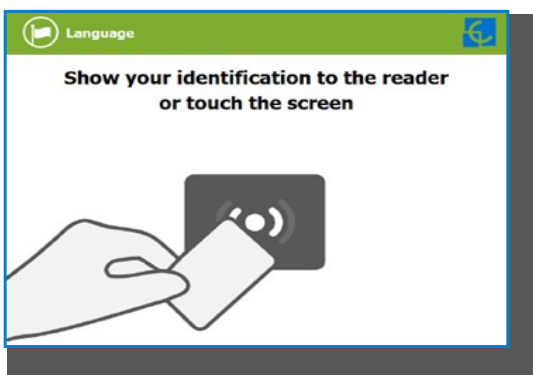 Language
Show your identification to the reader
or touch the screen